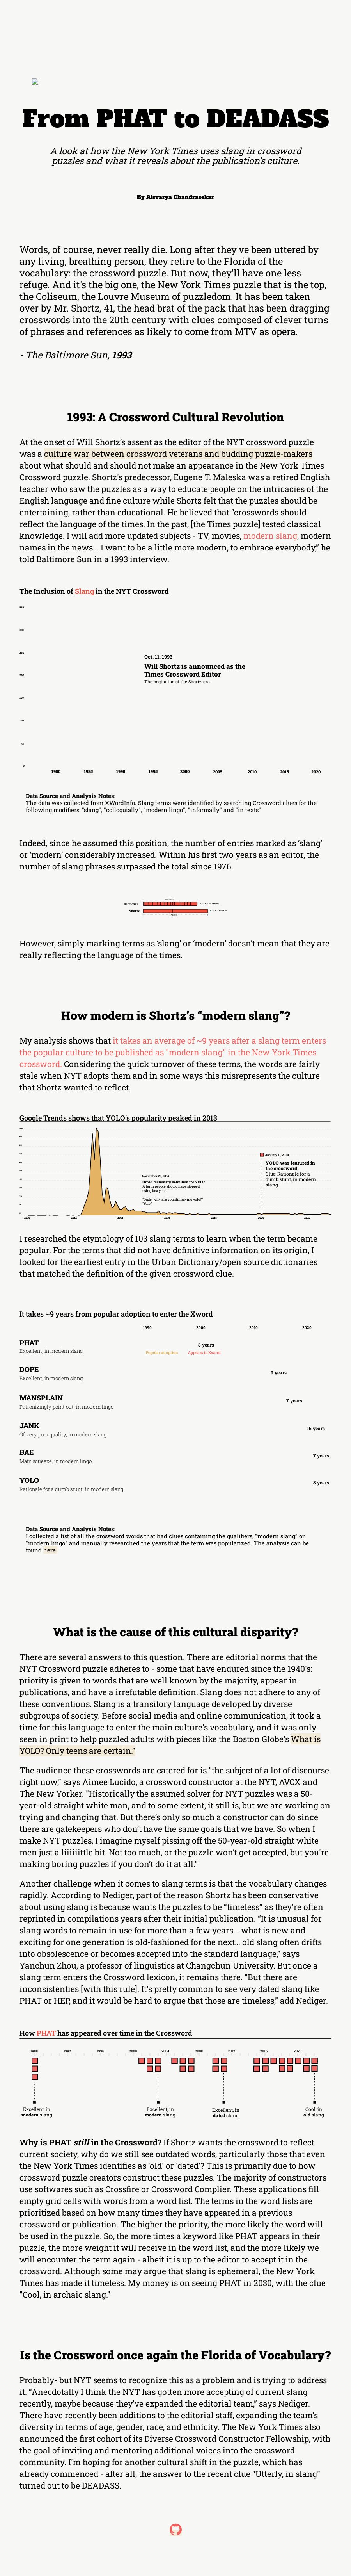 From PHAT to DEADASS
A look at how the New York Times uses slang in crossword
puzzles and what it reveals about the publication's culture.
By Aisvarya Chandrasekar
Words, of course, never really die. Long after they've been uttered by
any living, breathing person, they retire to the Florida of the
vocabulary: the crossword puzzle. But now, they'll have one less
refuge. And it's the big one, the New York Times puzzle that is the top,
the Coliseum, the Louvre Museum of puzzledom. It has been taken
over by Mr. Shortz, 41, the head brat of the pack that has been dragging
crosswords into the 20th century with clues composed of clever turns
of phrases and references as likely to come from MTV as opera.
- The Baltimore Sun, 1993
1993: A Crossword Cultural Revolution
At the onset of Will Shortz's assent as the editor of the NYT crossword puzzle
was a culture war between crossword veterans and budding puzzle-makers
about what should and should not make an appearance in the New York Times
Crossword puzzle. Shortz's predecessor, Eugene T. Maleska was a retired English
teacher who saw the puzzles as a way to educate people on the intricacies of the
English language and fine culture while Shortz felt that the puzzles should be
entertaining, rather than educational. He believed that "crosswords should
reflect the language of the times. In the past, [the Times puzzle] tested classical
knowledge. I will add more updated subjects - TV, movies, modern slang, modern
names in the news... I want to be a little more modern, to embrace everybody," he
told Baltimore Sun in a 1993 interview.
The Inclusion of Slang in the NYT Crossword
Oct. 11, 1993
Will Shortz is announced as the
Times Crossword Editor
The beginning of the Shortz era
50
0
1980 1985 1990 1995 2000 2005 2010 2015 2020
Data Source and Analysis Notes:
The data was collected from XWordInfo. Slang terms were identified by searching Crossword clues for the
following modifiers: "slang", "colloquially", "modern lingo", "informally" and "in texts"
Indeed, since he assumed this position, the number of entries marked as 'slang'
or 'modern' considerably increased. Within his first two years as an editor, the
number of slang phrases surpassed the total since 1976.
Maleska
Shortz
However, simply marking terms as 'slang' or 'modern' doesn't mean that they are
really reflecting the language of the times.
How modern is Shortz's "modern slang"?
My analysis shows that it takes an average of ~9 years after a slang term enters
the popular culture to be published as "modern slang" in the New York Times
crossword. Considering the quick turnover of these terms, the words are fairly
stale when NYT adopts them and in some ways this misrepresents the culture
that Shortz wanted to reflect.
Google Trends shows that YOLO's popularity peaked in 2013
November 29, 2014
Urban dictionary definition for YOLO
A term people should have stopped
using last year
"Dude, why are you still saying yolo?"
"Yolo"
January 11, 2020
YOLO was featured in
the crossword
Clue: Rationale for a
dumb stunt, in modern
slang
I researched the etymology of 103 slang terms to learn when the term became
popular. For the terms that did not have definitive information on its origin, I
looked for the earliest entry in the Urban Dictionary/open source dictionaries
that matched the definition of the given crossword clue.
It takes ~9 years from popular adoption to enter the Xword
1990 2000 2010 2020
PHAT
Excellent, in modern slang
8 years
Popular adoption Appears in Xword
DOPE
Excellent, in modern slang
9 years
MANSPLAIN
Patronizingly point out, in modern lingo
7 years
JANK
Of very poor quality, in modern slang
16 years
BAE
Main squeeze, in modern lingo
7 years
YOLO
Rationale for a dumb stunt, in modern slang
8 years
Data Source and Analysis Notes:
I collected a list of all the crossword words that had clues containing the qualifiers, "modern slang" or
"modern lingo" and manually researched the years that the term was popularized. The analysis can be
found here.
What is the cause of this cultural disparity?
There are several answers to this question. There are editorial norms that the
NYT Crossword puzzle adheres to - some that have endured since the 1940's:
priority is given to words that are well known by the majority, appear in
publications, and have a irrefutable definition. Slang does not adhere to any of
these conventions. Slang is a transitory language developed by diverse
subgroups of society. Before social media and online communication, it took a
time for this language to enter the main culture's vocabulary, and it was often
seen in print to help puzzled adults with pieces like the Boston Globe's What is
YOLO? Only teens are certain."
The audience these crosswords are catered for is "the subject of a lot of discourse
right now," says Aimee Lucido, a crossword constructor at the NYT, AVCX and
The New Yorker. "Historically the assumed solver for NYT puzzles was a 50-
year-old straight white man, and to some extent, it still is, but we are working on
trying and changing that. But there's only so much a constructor can do since
there are gatekeepers who don't have the same goals that we have. So when I
make NYT puzzles, I imagine myself pissing off the 50-year-old straight white
men just a liiiiiittle bit. Not too much, or the puzzle won't get accepted, but you're
making boring puzzles if you don't do it at all."
Another challenge when it comes to slang terms is that the vocabulary changes
rapidly. According to Nediger, part of the reason Shortz has been conservative
about using slang is because wants the puzzles to be "timeless" as they're often
reprinted in compilations years after their initial publication. "It is unusual for
slang words to remain in use for more than a few years... what is new and
exciting for one generation is old-fashioned for the next... old slang often drifts
into obsolescence or becomes accepted into the standard language," says
Yanchun Zhou, a professor of linguistics at Changchun University. But once a
slang term enters the Crossword lexicon, it remains there. "But there are
inconsistencies [with this rule]. It's pretty common to see very dated slang like
PHAT or HEP, and it would be hard to argue that those are timeless," adds Nediger.
How PHAT has appeared over time in the Crossword
1988 1992 1996 2000 2004 2008 2012 2016 2020
Excellent, in
modern slang
Excellent, in
modern slang
Excellent, in
dated slang
Cool, in
old slang
Why is PHAT still in the Crossword? If Shortz wants the crossword to reflect
current society, why do we still see outdated words, particularly those that even
the New York Times identifies as 'old' or 'dated'? This is primarily due to how
crossword puzzle creators construct these puzzles. The majority of constructors
use softwares such as Crossfire or Crossword Complier. These applications fill
empty grid cells with words from a word list. The terms in the word lists are
prioritized based on how many times they have appeared in a previous
crossword or publication. The higher the priority, the more likely the word will
be used in the puzzle. So, the more times a keyword like PHAT appears in their
puzzle, the more weight it will receive in the word list, and the more likely we
will encounter the term again - albeit it is up to the editor to accept it in the
crossword. Although some may argue that slang is ephemeral, the New York
Times has made it timeless. My money is on seeing PHAT in 2030, with the clue
"Cool, in archaic slang."
Is the Crossword once again the Florida of Vocabulary?
Probably- but NYT seems to recognize this as a problem and is trying to address
it. "Anecdotally I think the NYT has gotten more accepting of current slang
recently, maybe because they've expanded the editorial team," says Nediger.
There have recently been additions to the editorial staff, expanding the team's
diversity in terms of age, gender, race, and ethnicity. The New York Times also
announced the first cohort of its Diverse Crossword Constructor Fellowship, with
the goal of inviting and mentoring additional voices into the crossword
community. I'm hoping for another cultural shift in the puzzle, which has
already commenced - after all, the answer to the recent clue "Utterly, in slang"
turned out to be DEADASS.